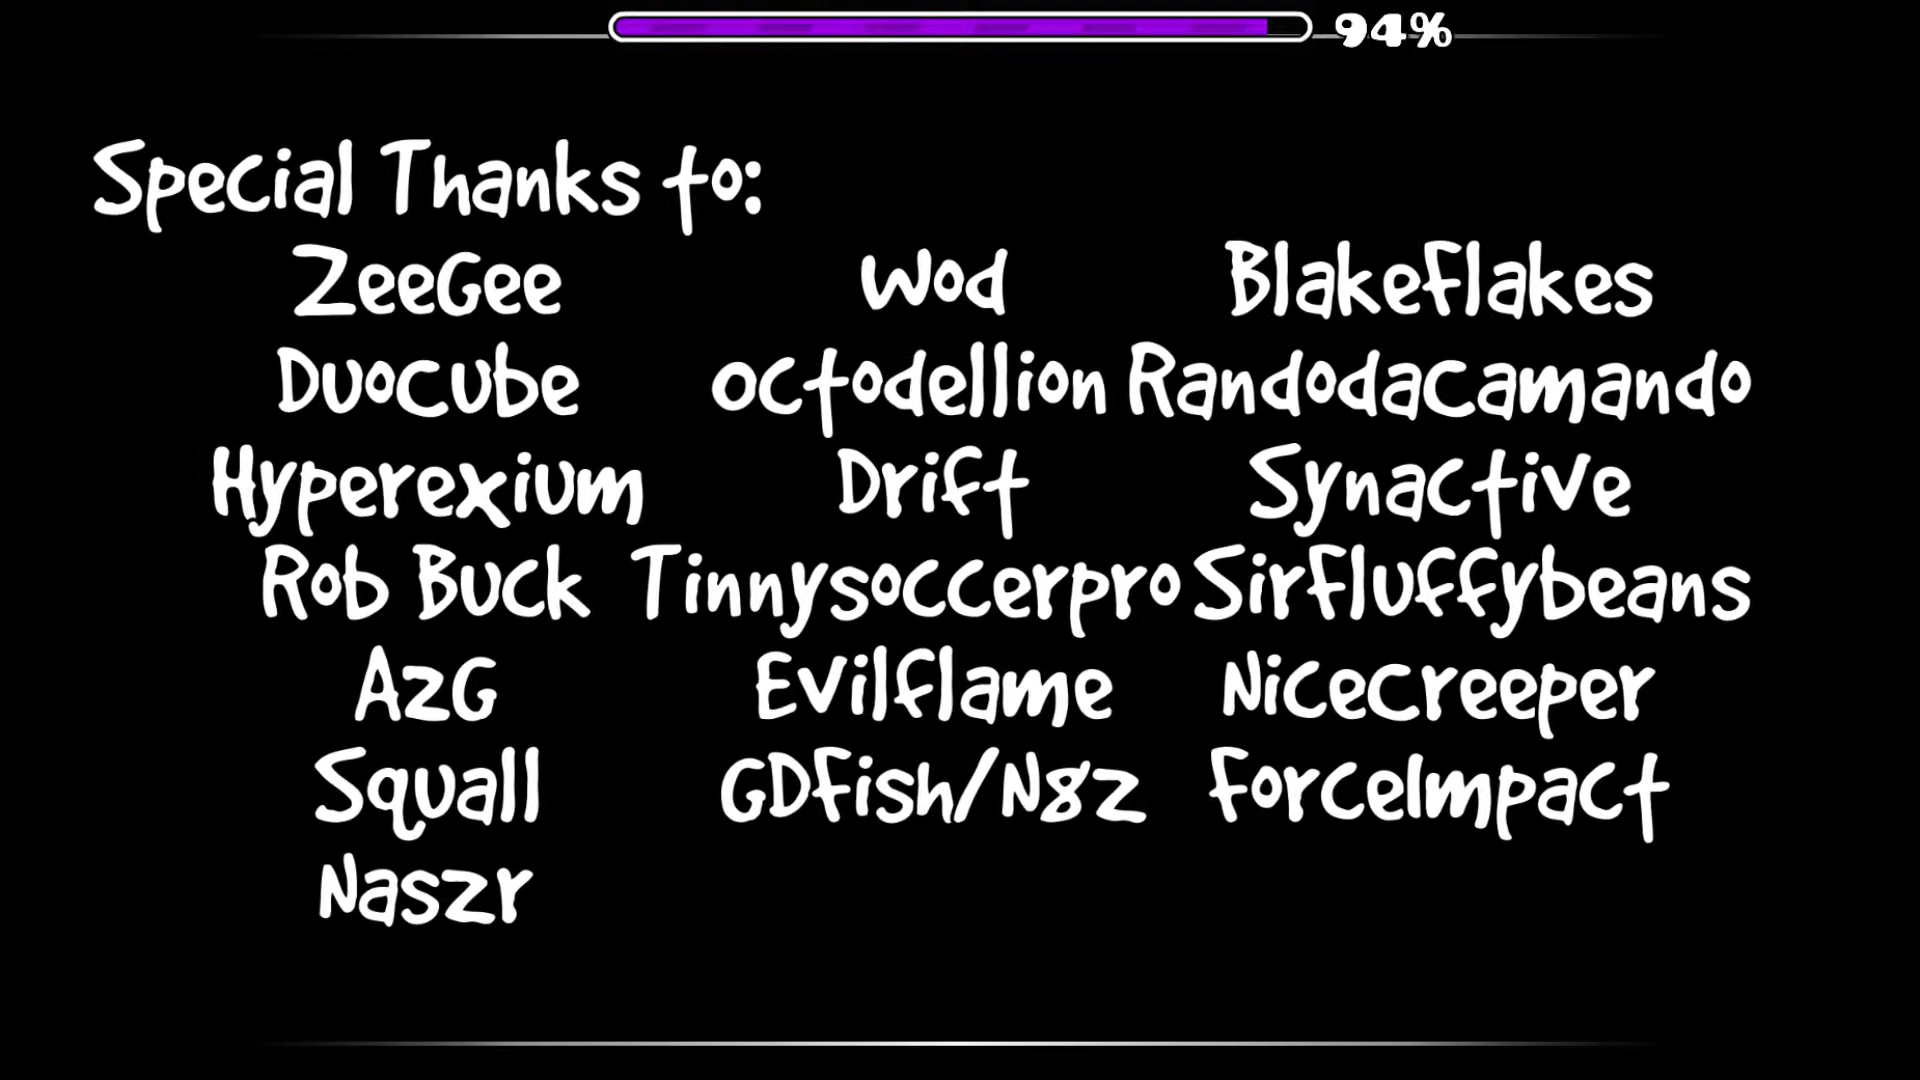 94%
Special Thanks to:
ZeeGee Wod Blakeflakes
Duocube octodellion Randodacamando
Hyperexium Drift Synactive
Rob Buck Tinnysoccerpro Sirfluffybeans
AzG Evilflame Nicecreeper
Squall GDfish/N8Z forceImpact
Naszr